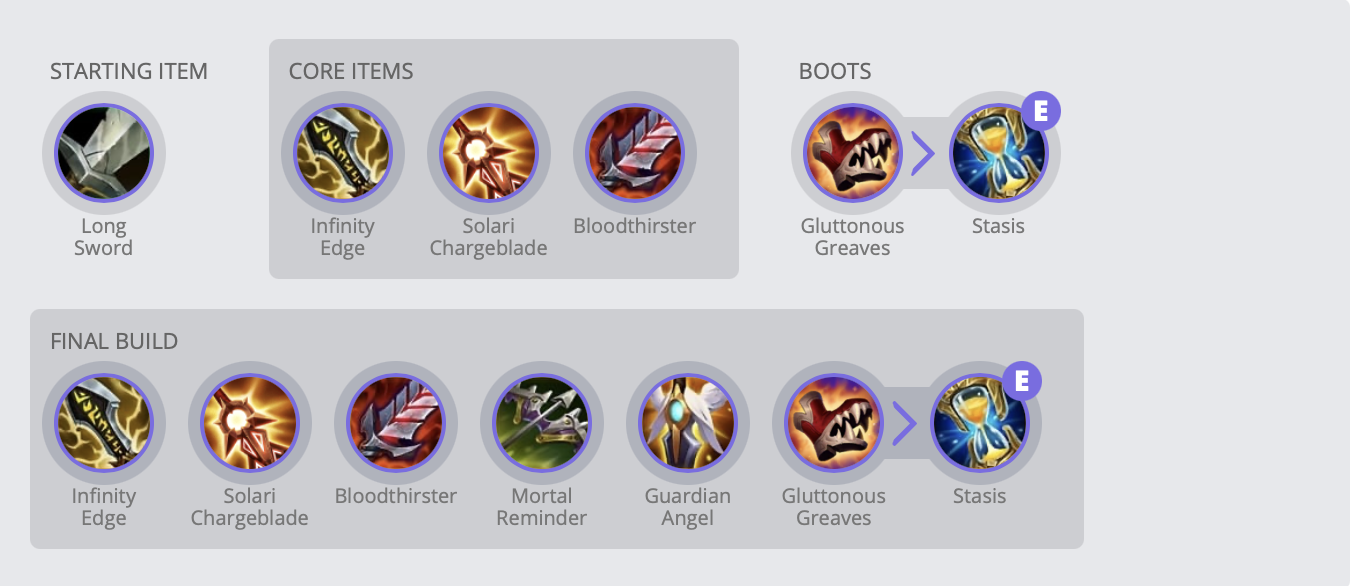 STARTING ITEM
CORE ITEMS
BOOTS
E
Long
Sword
Infinity
Edge
Solari
Chargeblade
Bloodthirster
Gluttonous
Greaves
Stasis
FINAL BUILD
E
Infinity
Edge
Solari
Chargeblade
Bloodthirster
Mortal
Reminder
Guardian
Angel
Gluttonous
Greaves
Stasis